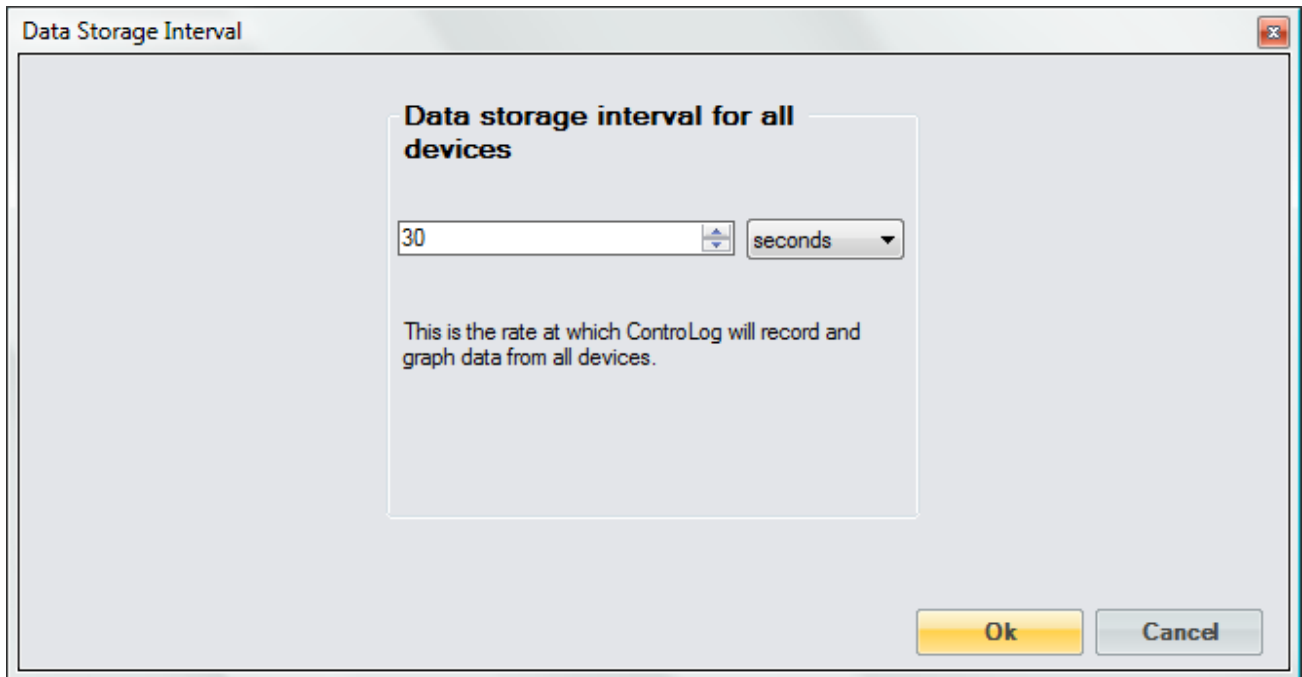 Data Storage Interval
Data storage interval for all
devices
30
seconds
This is the rate at which ControLog will record and
graph data from all devices.
Ok
Cancel